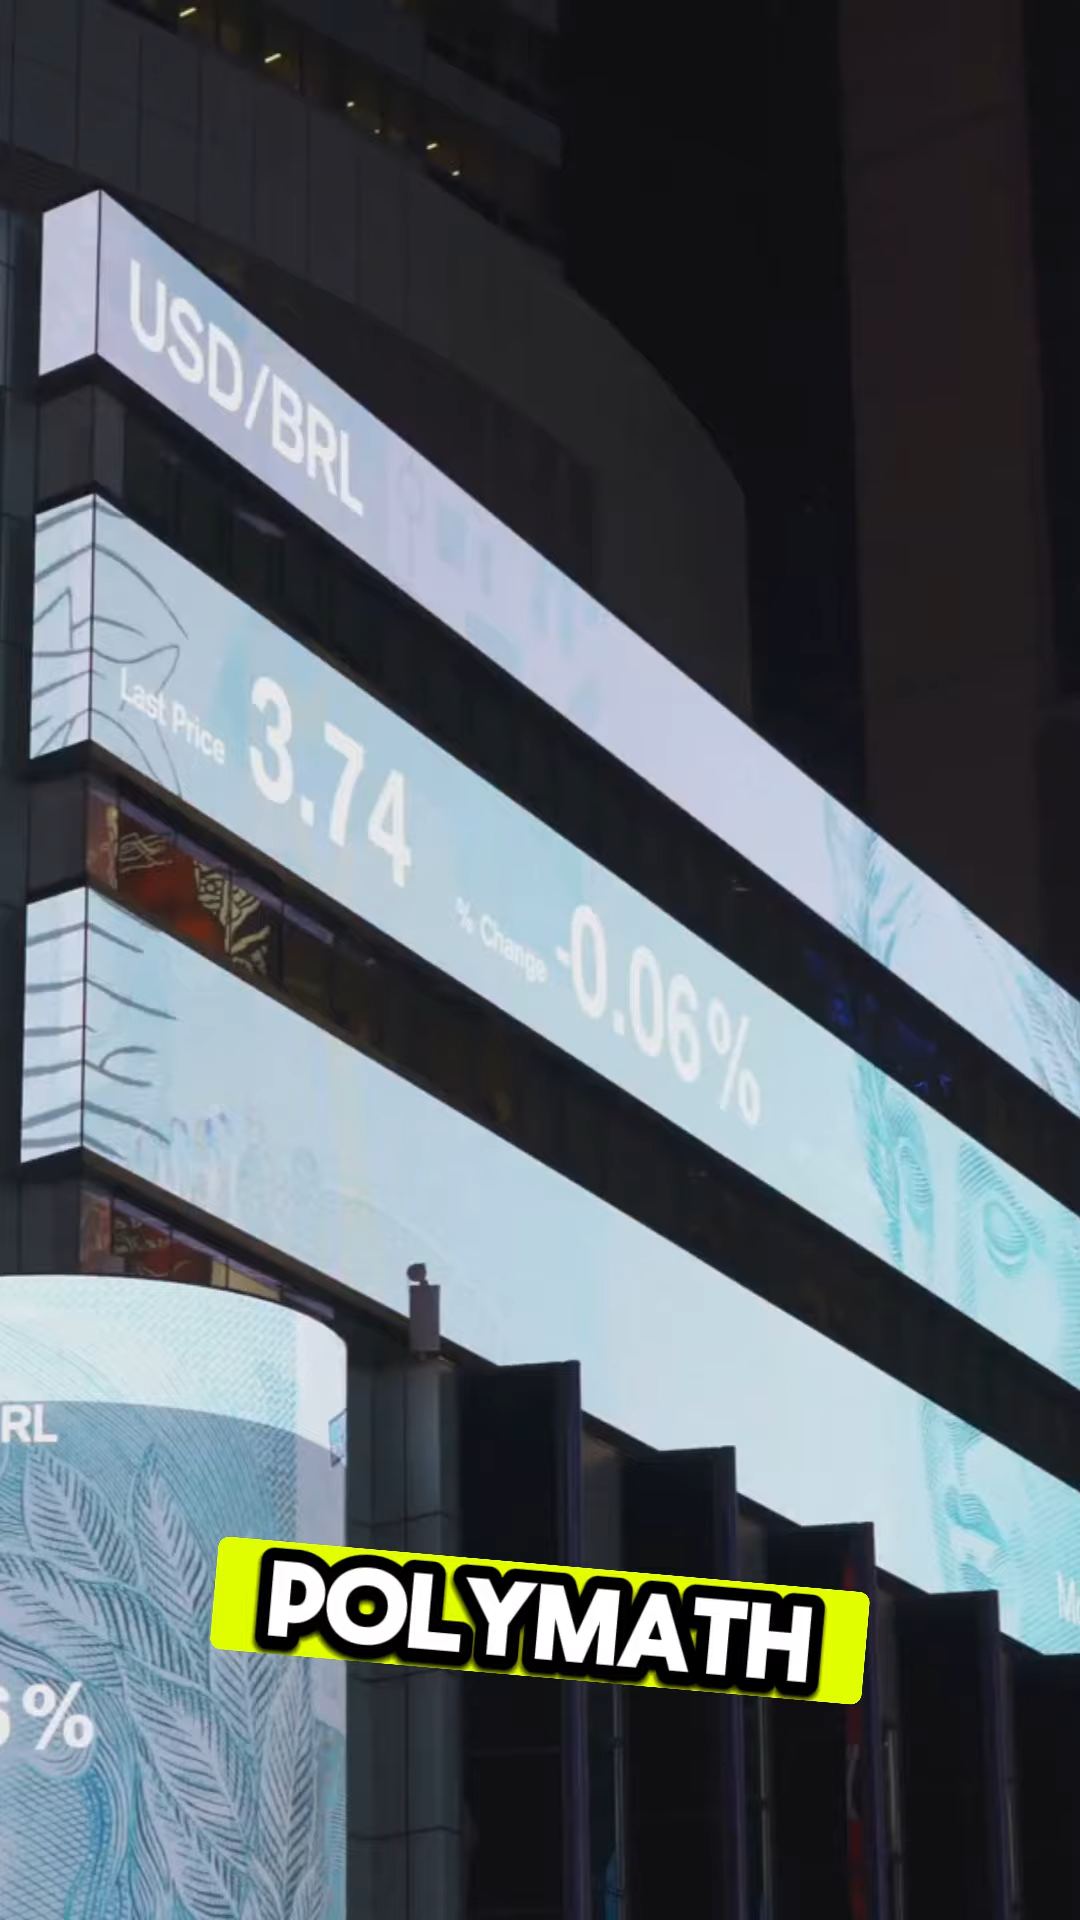 USD/BRL
Last Price 3.74 % Change -0.06%
RL
%
POLYMATH